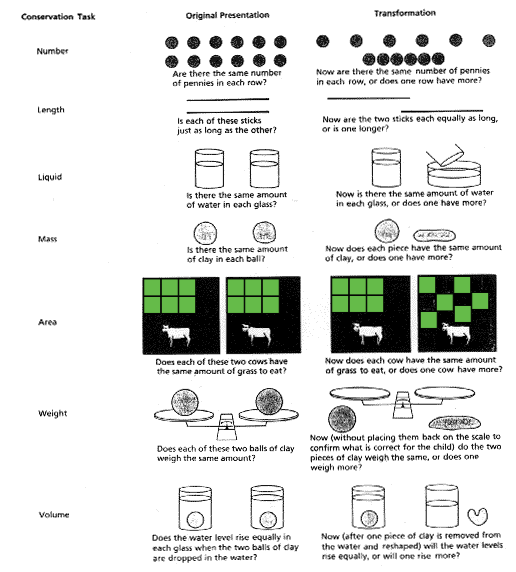 Conservation Task
Original Presentation
Transformation
Number
Are there the same number
of pennies in each row?
Now are there the same number of pennies
in each row, or does one row have more?
Length
Is each of these sticks
just as long as the other?
Now are the two sticks each equally as long,
or is one longer?
Liquid
Is there the same amount
of water in each glass?
Now is there the same amount of water
in each glass, or does one have more?
Mass
Is there the same amount
of clay in each ball?
Now does each piece have the same amount
of clay, or does one have more?
Area
Does each of these two cows have
the same amount of grass to eat?
Now does each cow have the same amount
of grass to eat, or does one cow have more?
Weight
Does each of these two balls of clay
weigh the same amount?
Now (without placing them back on the scale to
confirm what is correct for the child) do the two
pieces of clay weigh the same, or does one
weigh more?
Volume
Does the water level rise equally in
each glass when the two balls of clay
are dropped in the water?
Now (after one piece of clay is removed from
the water and reshaped) will the water levels
rise equally, or will one rise more?